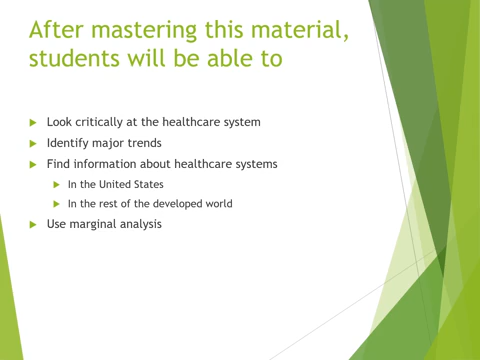 After mastering this material,
students will be able to
Look critically at the healthcare system
Identify major trends
Find information about healthcare systems
In the United States
In the rest of the developed world
Use marginal analysis